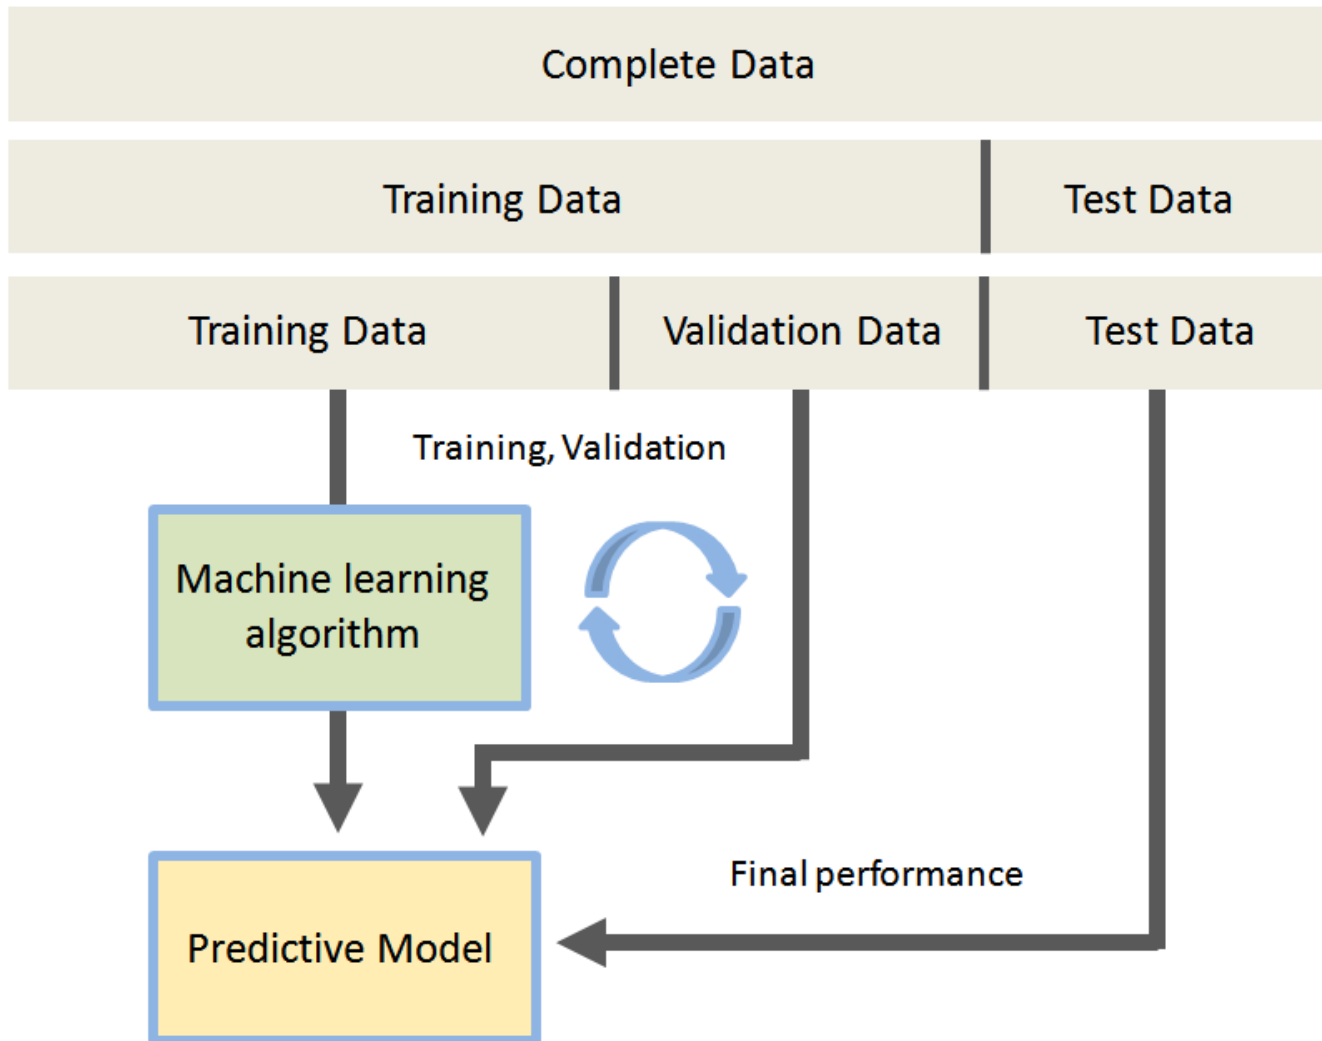 Complete Data
Training Data
Test Data
Training Data
Validation Data
Test Data
Training, Validation
Machine learning
algorithm
Final performance
Predictive Model